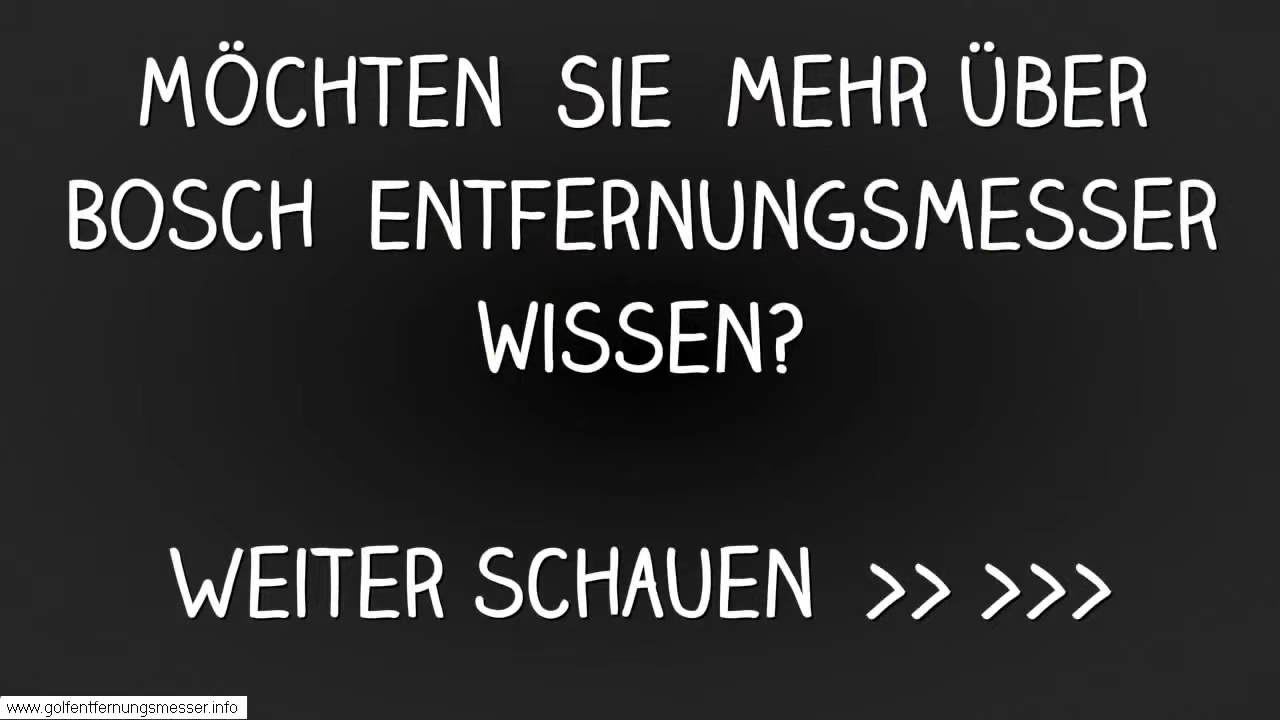 MÖCHTEN SIE MEHR ÜBER
BOSCH ENTFERNUNGSMESSER
WISSEN?
WEITER SCHAUEN >> >>>
www.golfentfernungsmesser.info